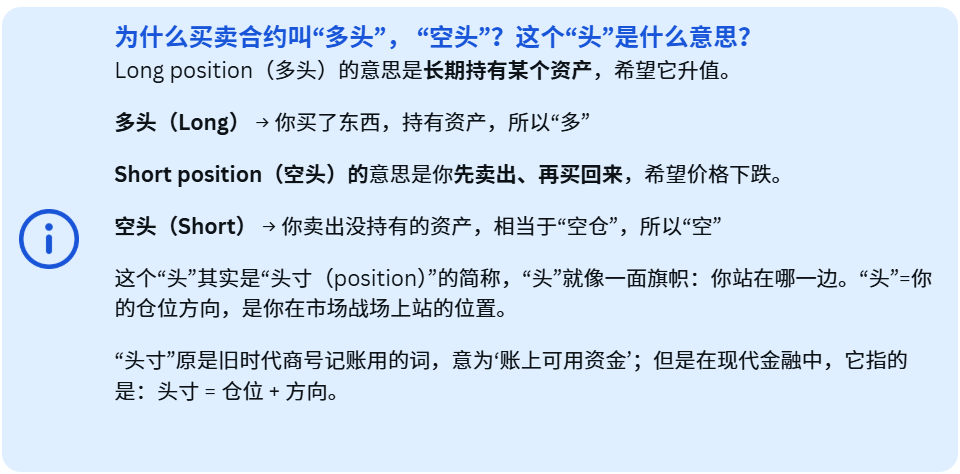 为什么买卖合约叫“多头”，“空头”？这个“头”是什么意思？
Long position（多头）的意思是长期持有某个资产，希望它升值。
多头（Long） → 你买了东西，持有资产，所以“多”
Short position（空头）的意思是你先卖出、再买回来，希望价格下跌。
空头（Short） → 你卖出没持有的资产，相当于“空仓”，所以“空”
这个“头”其实是“头寸（position）”的简称，“头”就像一面旗帜：你站在哪一边。“头”=你
的仓位方向，是你在市场战场上站的位置。
“头寸”原是旧时代商号记账用的词，意为‘账上可用资金’；但是在现代金融中，它指的
是：头寸 = 仓位 + 方向。